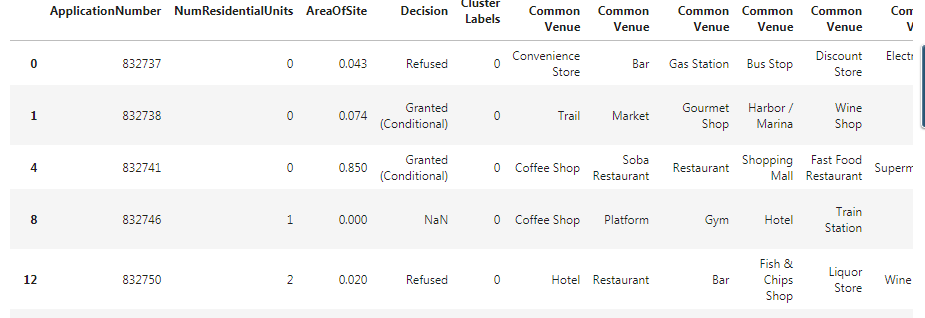 ApplicationNumber NumResidentialUnits AreaOfSite Decision Cluster Labels Common Venue Common Venue Common Venue Common Venue Common Venue
0 832737 0 0.043 Refused 0 Convenience Store Bar Gas Station Bus Stop Discount Store
1 832738 0 0.074 Granted (Conditional) 0 Trail Market Gourmet Shop Harbor / Marina Wine Shop
4 832741 0 0.850 Granted (Conditional) 0 Coffee Shop Soba Restaurant Restaurant Shopping Mall Fast Food Restaurant
8 832746 1 0.000 NaN 0 Coffee Shop Platform Gym Hotel Train Station
12 832750 2 0.020 Refused 0 Hotel Restaurant Bar Fish & Chips Shop Liquor Store Wine